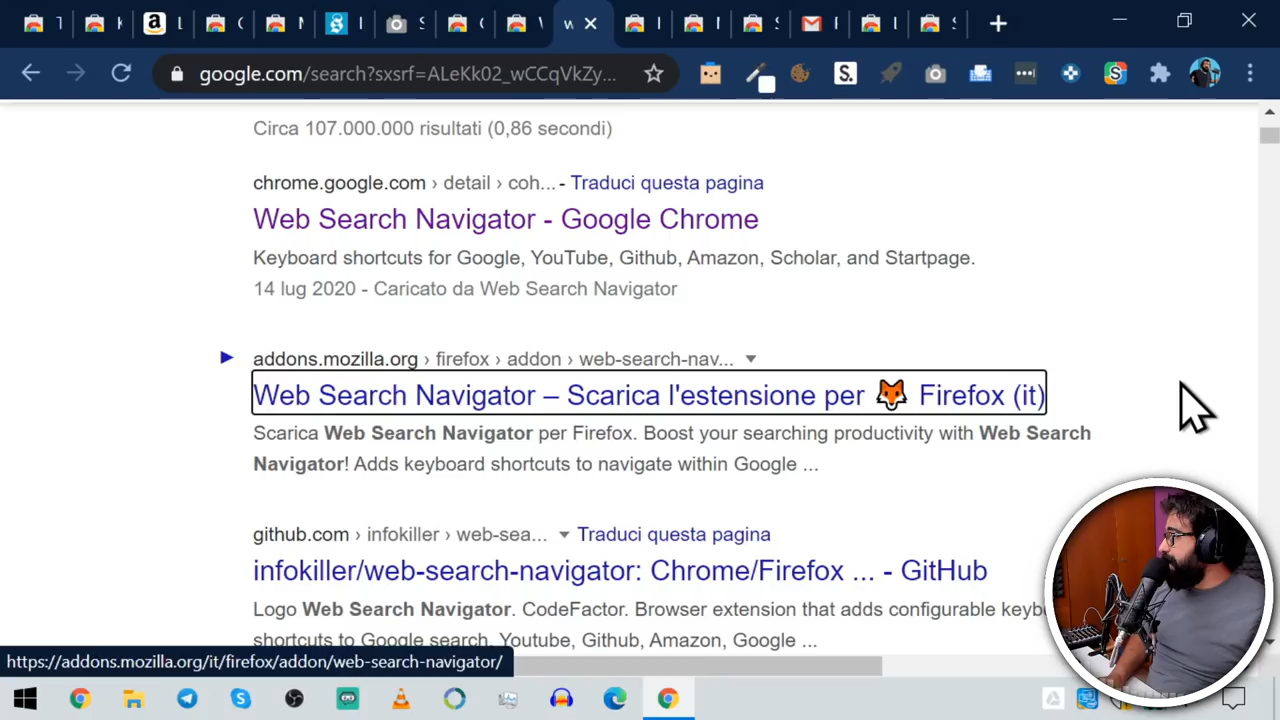 google.com/search?sxsrf=ALeKk02_wCCqVkZy...
Circa 107.000.000 risultati (0,86 secondi)
chrome.google.com › detail › coh... - Traduci questa pagina
Web Search Navigator - Google Chrome
Keyboard shortcuts for Google, YouTube, Github, Amazon, Scholar, and Startpage.
14 lug 2020 - Caricato da Web Search Navigator
addons.mozilla.org › firefox › addon › web-search-nav...
Web Search Navigator – Scarica l'estensione per 🦊 Firefox (it)
Scarica Web Search Navigator per Firefox. Boost your searching productivity with Web Search
Navigator! Adds keyboard shortcuts to navigate within Google ...
github.com › infokiller › web-sea... Traduci questa pagina
infokiller/web-search-navigator: Chrome/Firefox ... - GitHub
Logo Web Search Navigator. CodeFactor. Browser extension that adds configurable
shortcuts to Google search, Youtube, Github, Amazon, Google ...
https://addons.mozilla.org/it/firefox/addon/web-search-navigator/